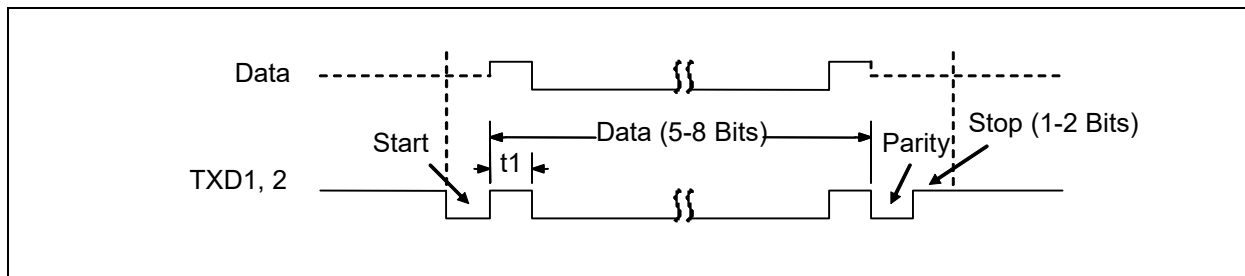 Data
Start
Data (5-8 Bits)
Parity
Stop (1-2 Bits)
t1
TXD1, 2